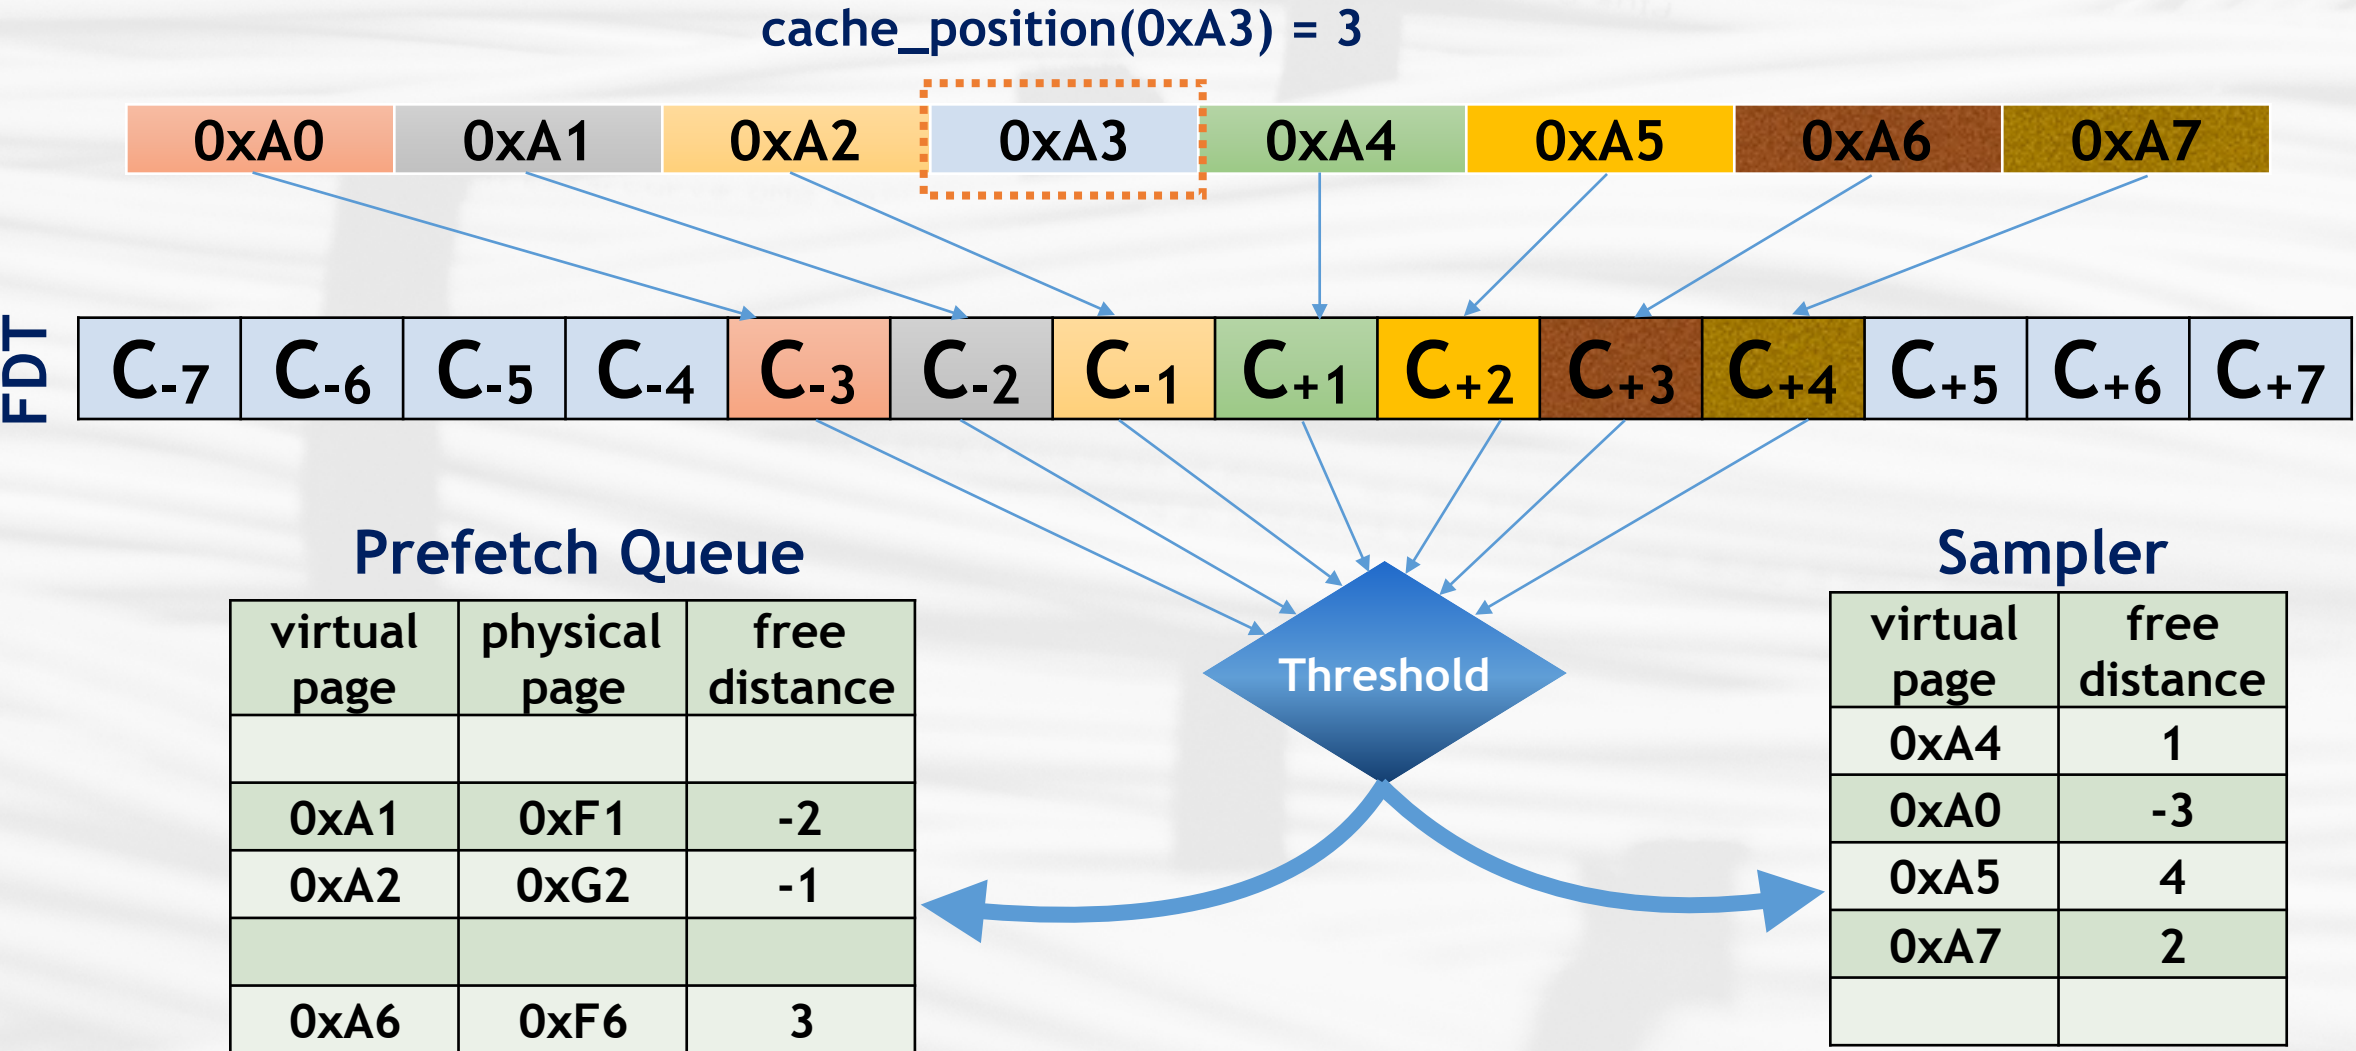 cache_position(0xA3) = 3
0xA0 0xA1 0xA2 0xA3 0xA4 0xA5 0xA6 0xA7
FDT
C-7 C-6 C-5 C-4 C-3 C-2 C-1 C+1 C+2 C+3 C+4 C+5 C+6 C+7
Prefetch Queue
virtual page physical page free distance
0xA1 0xF1 -2
0xA2 0xG2 -1
0xA6 0xF6 3
Threshold
Sampler
virtual page free distance
0xA4 1
0xA0 -3
0xA5 4
0xA7 2